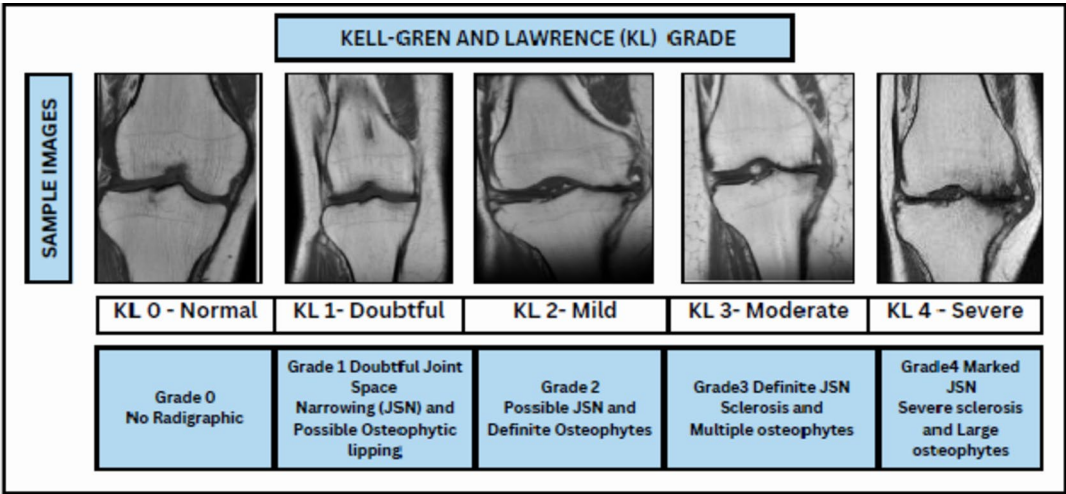 KELL-GREN AND LAWRENCE (KL) GRADE
SAMPLE IMAGES
KL 0 - Normal
KL 1- Doubtful
KL 2- Mild
KL 3- Moderate
KL 4 - Severe
Grade 0
No Radigraphic
Grade 1 Doubtful Joint
Space
Narrowing (JSN) and
Possible Osteophytic
lipping
Grade 2
Possible JSN and
Definite Osteophytes
Grade3 Definite JSN
Sclerosis and
Multiple osteophytes
Grade4 Marked
JSN
Severe sclerosis
and Large
osteophytes